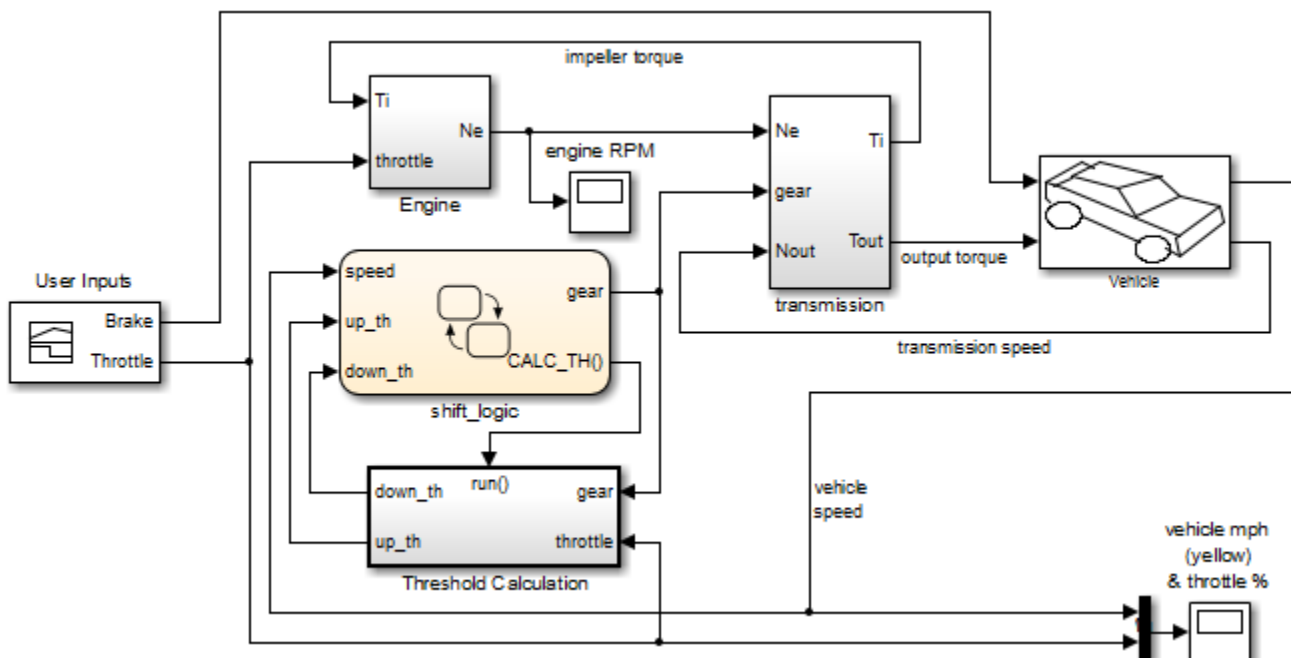 impeller torque
Ti
Ne
throttle
Engine
engine RPM
Ne
Ti
gear
Nout
Tout
transmission
output torque
Vehicle
transmission speed
User Inputs
Brake
Throttle
speed
gear
up_th
CALC_TH()
down_th
shift_logic
run()
down_th
gear
up_th
throttle
Threshold Calculation
vehicle
speed
vehicle mph
(yellow)
& throttle %